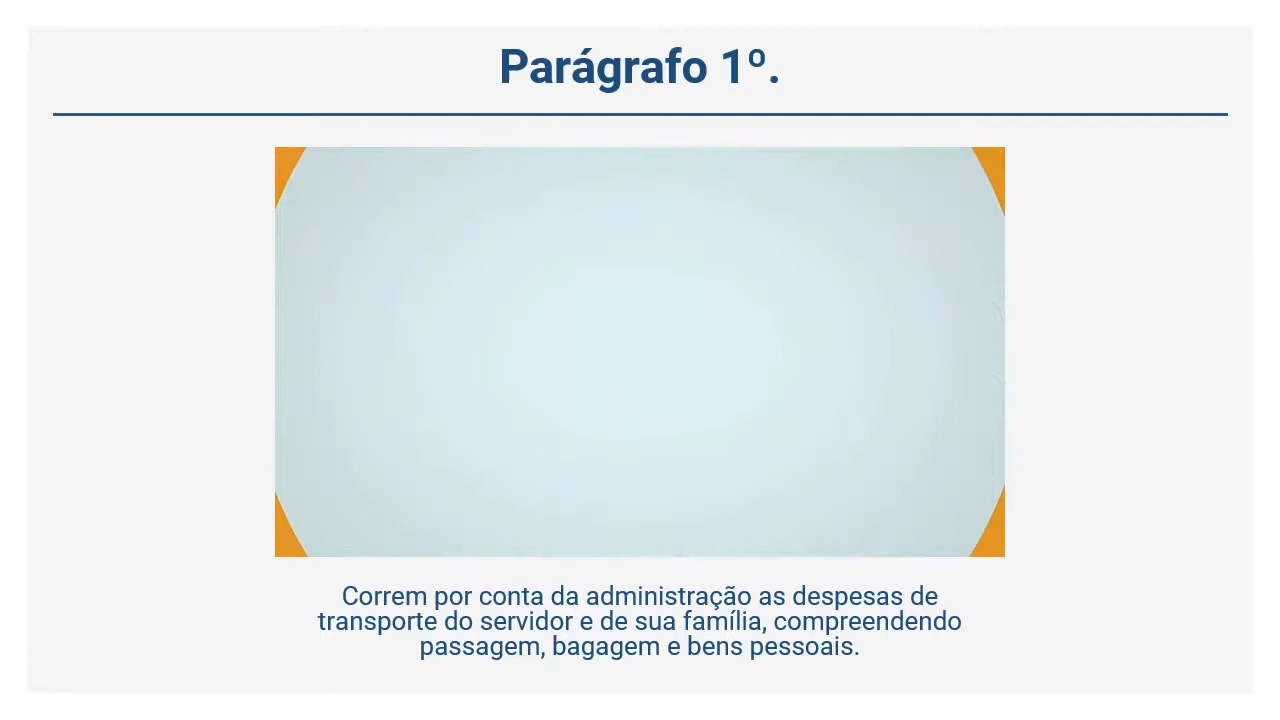 Parágrafo 1º.
Correm por conta da administração as despesas de
transporte do servidor e de sua família, compreendendo
passagem, bagagem e bens pessoais.